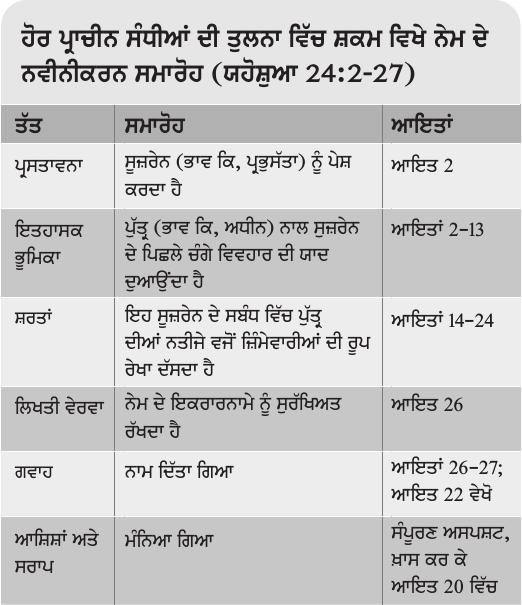 ਹੋਰ ਪ੍ਰਾਚੀਨ ਸੰਧੀਆਂ ਦੀ ਤੁਲਨਾ ਵਿੱਚ ਸ਼ਕਮ ਵਿਖੇ ਨੇਮ ਦੇ
ਨਵੀਨੀਕਰਨ ਸਮਾਰੋਹ (ਯਹੋਸ਼ੁਆ 24:2-27)
ਤੱਤ ਸਮਾਰੋਹ ਆਇਤਾਂ
ਪ੍ਰਸਤਾਵਨਾ ਸੂਜ਼ਰੇਨ (ਭਾਵ ਕਿ, ਪ੍ਰਭੁਸੱਤਾ) ਨੂੰ ਪੇਸ਼ ਆਇਤ 2
ਕਰਦਾ ਹੈ
ਇਤਹਾਸਕ ਪੁੱਤ੍ਰ (ਭਾਵ ਕਿ, ਅਧੀਨ) ਨਾਲ ਸੁਜ਼ਰੇਨ ਆਇਤਾਂ 2–13
ਭੂਮਿਕਾ ਦੇ ਪਿਛਲੇ ਚੰਗੇ ਵਿਵਹਾਰ ਦੀ ਯਾਦ
ਦੁਆਉਂਦਾ ਹੈ
ਸ਼ਰਤਾਂ ਇਹ ਸੂਜ਼ਰੇਨ ਦੇ ਸਬੰਧ ਵਿੱਚ ਪੁੱਤ੍ਰ ਆਇਤਾਂ 14–24
ਦੀਆਂ ਨਤੀਜੇ ਵਜੋਂ ਜ਼ਿੰਮੇਵਾਰੀਆਂ ਦੀ ਰੂਪ
ਰੇਖਾ ਦੱਸਦਾ ਹੈ
ਲਿਖਤੀ ਵੇਰਵਾ ਨੇਮ ਦੇ ਇਕਰਾਰਨਾਮੇ ਨੂੰ ਸੁਰੱਖਿਅਤ ਆਇਤ 26
ਰੱਖਦਾ ਹੈ
ਗਵਾਹ ਨਾਮ ਦਿੱਤਾ ਗਿਆ ਆਇਤਾਂ 26–27;
ਆਇਤ 22 ਵੇਖੋ
ਆਸ਼ਿਸ਼ਾਂ ਅਤੇ ਮੰਨਿਆ ਗਿਆ ਸੰਪੂਰਣ ਅਸਪਸ਼ਟ,
ਸਰਾਪ ਖ਼ਾਸ ਕਰ ਕੇ
ਆਇਤ 20 ਵਿੱਚ